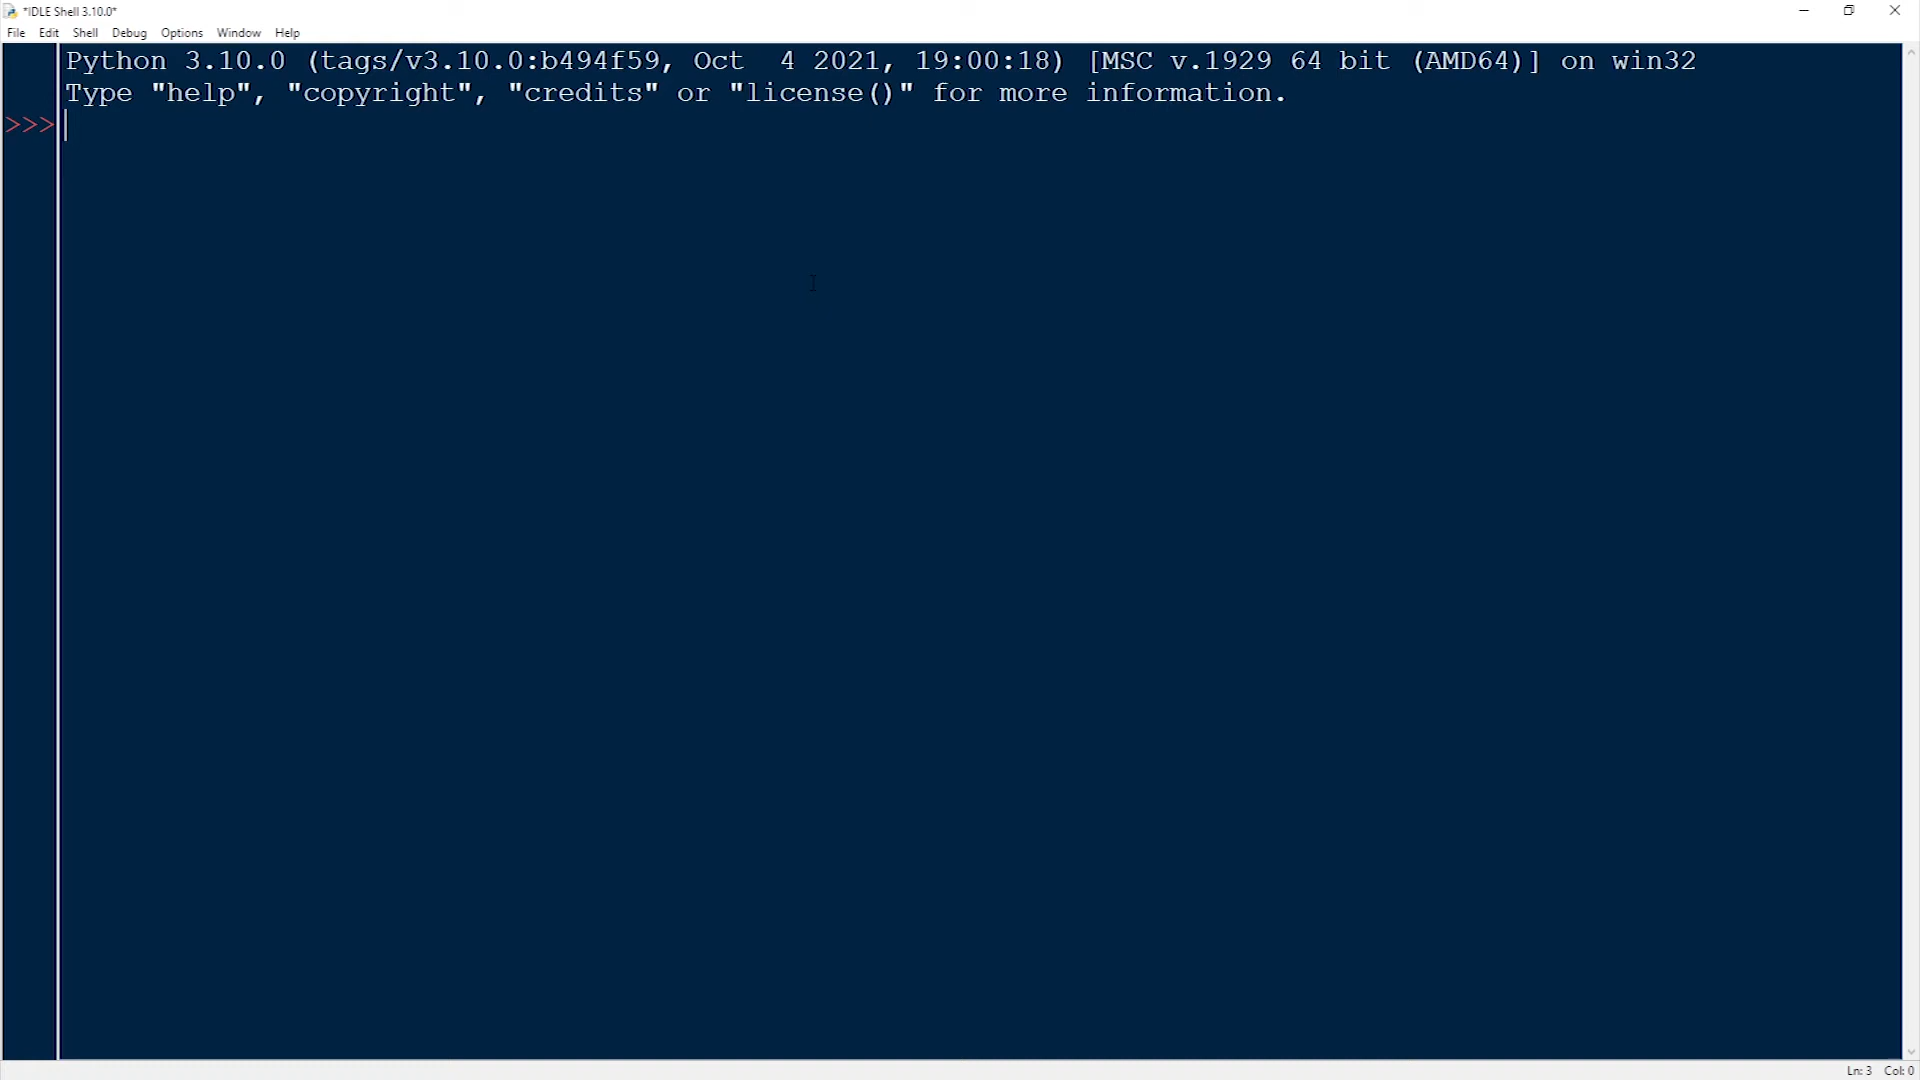 *IDLE Shell 3.10.0*
File Edit Shell Debug Options Window Help
Python 3.10.0 (tags/v3.10.0:b494f59, Oct  4 2021, 19:00:18) [MSC v.1929 64 bit (AMD64)] on win32
Type "help", "copyright", "credits" or "license()" for more information.
>>>
Ln: 3 Col: 0